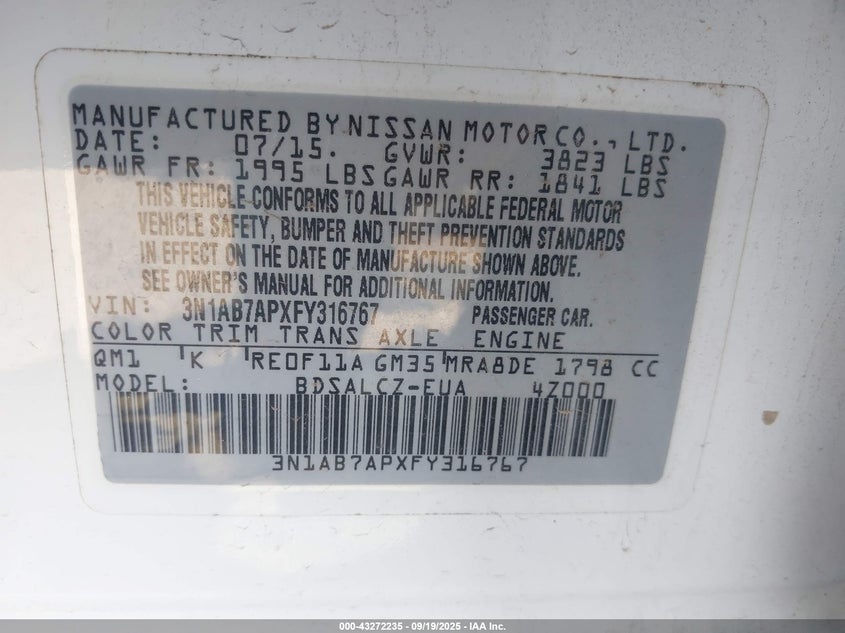 MANUFACTURED BY NISSAN MOTOR CO., LTD.
DATE: 07/15. GVWR: 3823 LBS
GAWR FR: 1995 LBS GAWR RR: 1841 LBS
THIS VEHICLE CONFORMS TO ALL APPLICABLE FEDERAL MOTOR
VEHICLE SAFETY, BUMPER AND THEFT PREVENTION STANDARDS
IN EFFECT ON THE DATE OF MANUFACTURE SHOWN ABOVE.
SEE OWNER'S MANUAL FOR ADDITIONAL INFORMATION.
VIN: 3N1AB7APXFY316767 PASSENGER CAR.
COLOR TRIM TRANS AXLE ENGINE
QM1 K RE0F11A GM35 MRA8DE 1798 CC
MODEL: BDSALCZ-EUA 4Z000
3N1AB7APXFY316767
000-43272235 - 09/19/2025 - IAA Inc.